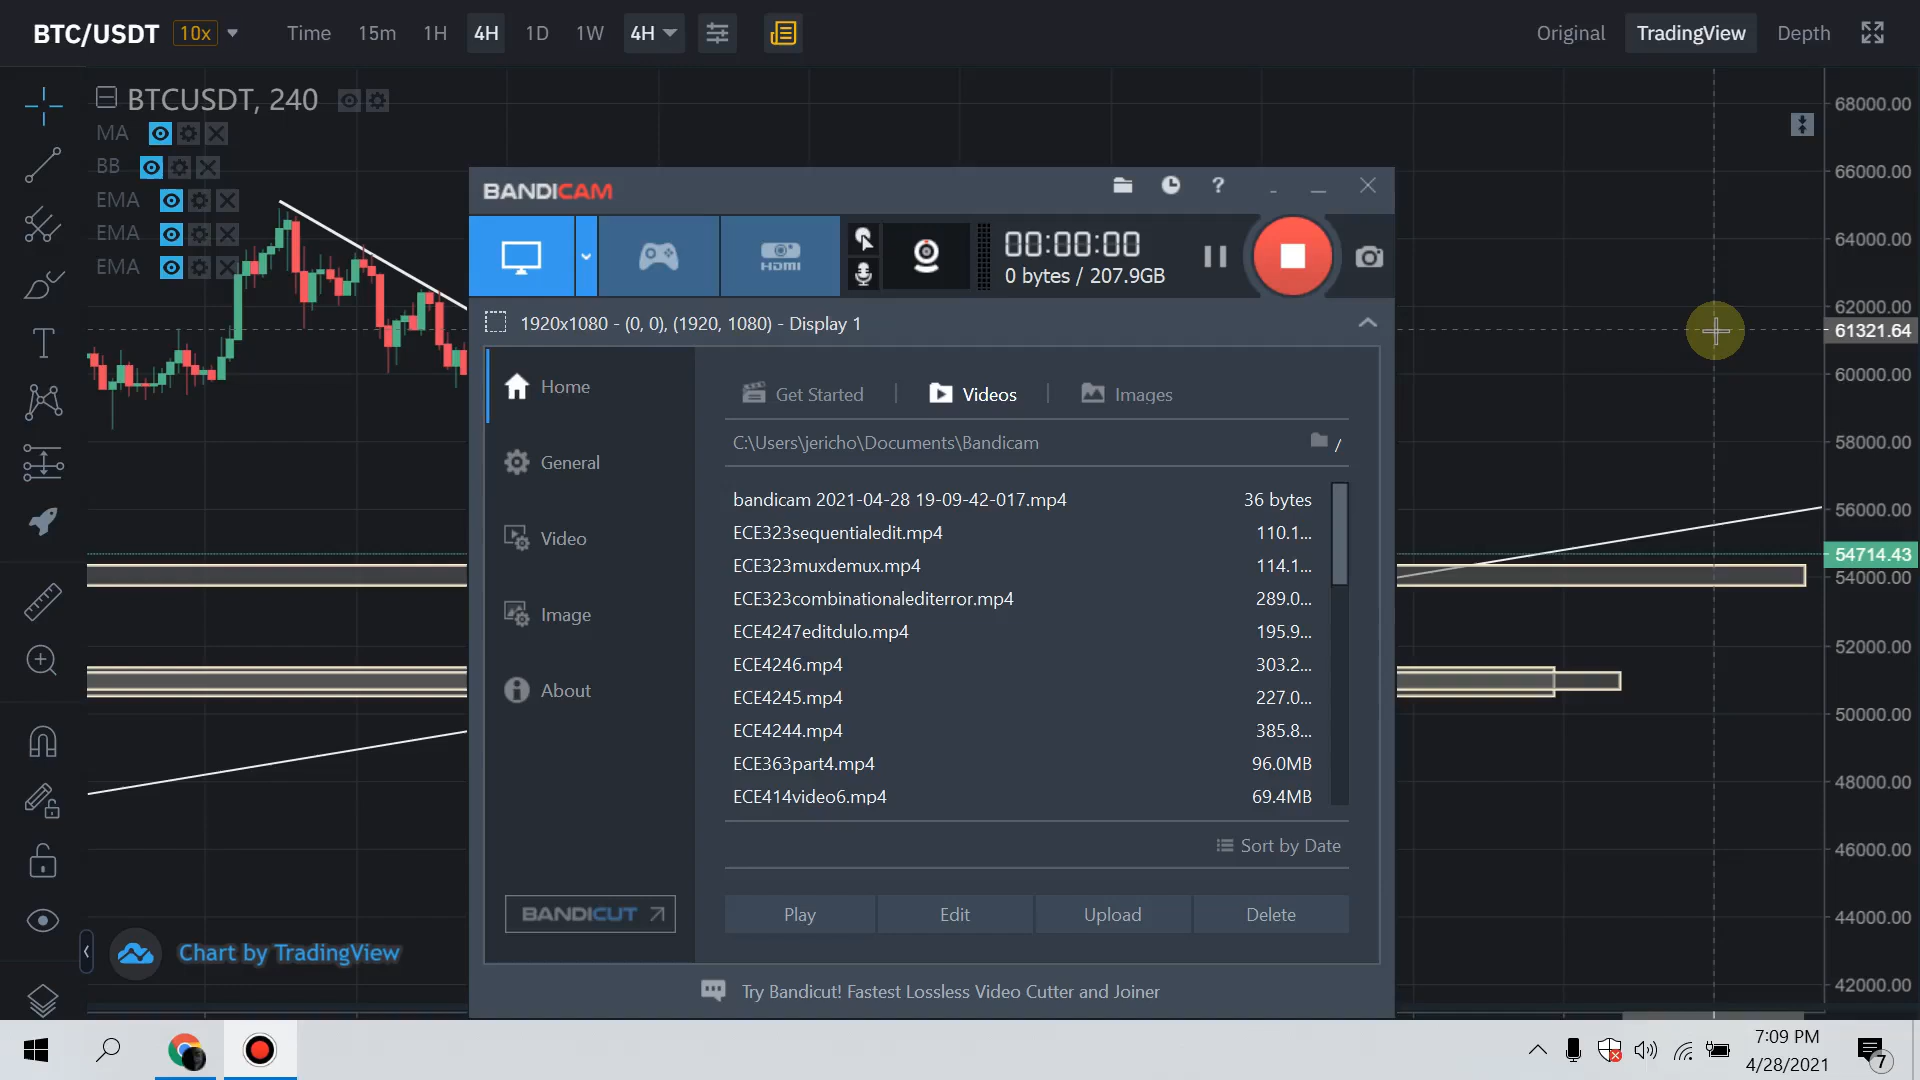 BTC/USDT 10x Time 15m 1H 4H 1D 1W 4H Original TradingView Depth
BTCUSDT, 240
MA
BB
EMA
EMA
EMA
68000.00
66000.00
64000.00
62000.00
61321.64
60000.00
58000.00
56000.00
54714.43
54000.00
52000.00
50000.00
48000.00
46000.00
44000.00
42000.00
BANDICAM ?
HDMI
00:00:00
0 bytes / 207.9GB
1920x1080 - (0, 0), (1920, 1080) - Display 1
Home
General
Video
Image
About
BANDICUT
Get Started | Videos | Images
C:\Users\jericho\Documents\Bandicam /
bandicam 2021-04-28 19-09-42-017.mp4 36 bytes
ECE323sequentialedit.mp4 110.1...
ECE323muxdemux.mp4 114.1...
ECE323combinationalediterror.mp4 289.0...
ECE4247editdulo.mp4 195.9...
ECE4246.mp4 303.2...
ECE4245.mp4 227.0...
ECE4244.mp4 385.8...
ECE363part4.mp4 96.0MB
ECE414video6.mp4 69.4MB
Sort by Date
Play Edit Upload Delete
Try Bandicut! Fastest Lossless Video Cutter and Joiner
Chart by TradingView
7:09 PM
4/28/2021
7